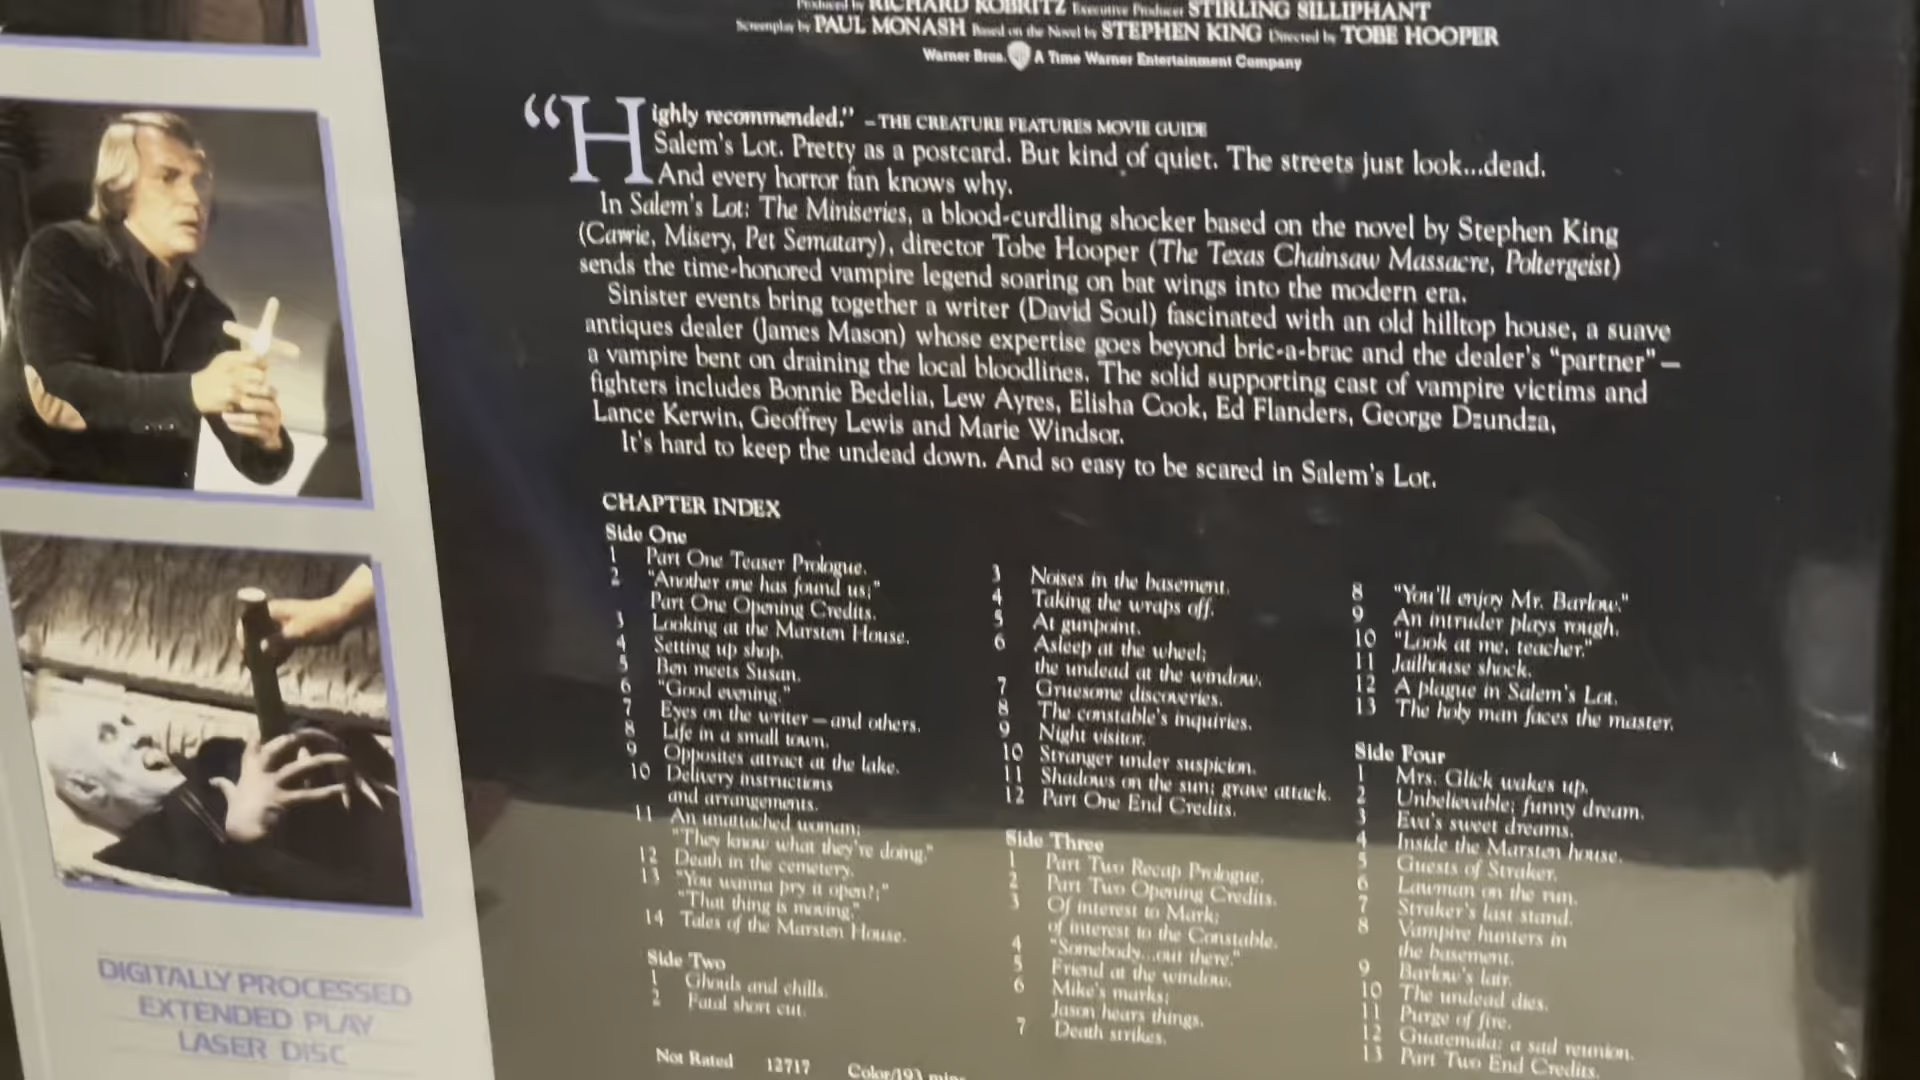 Produced by RICHARD KOBRITZ Executive Producer STIRLING SILLIPHANT
Screenplay by PAUL MONASH Based on the Novel by STEPHEN KING Directed by TOBE HOOPER
Warner Bros. A Time Warner Entertainment Company
“Highly recommended.” –THE CREATURE FEATURES MOVIE GUIDE
Salem's Lot. Pretty as a postcard. But kind of quiet. The streets just look...dead.
And every horror fan knows why.
In Salem's Lot: The Miniseries, a blood-curdling shocker based on the novel by Stephen King
(Carrie, Misery, Pet Sematary), director Tobe Hooper (The Texas Chainsaw Massacre, Poltergeist)
sends the time-honored vampire legend soaring on bat wings into the modern era.
Sinister events bring together a writer (David Soul) fascinated with an old hilltop house, a suave
antiques dealer (James Mason) whose expertise goes beyond bric-a-brac and the dealer's “partner”—
a vampire bent on draining the local bloodlines. The solid supporting cast of vampire victims and
fighters includes Bonnie Bedelia, Lew Ayres, Elisha Cook, Ed Flanders, George Dzundza,
Lance Kerwin, Geoffrey Lewis and Marie Windsor.
It's hard to keep the undead down. And so easy to be scared in Salem's Lot.
CHAPTER INDEX
Side One
1 Part One Teaser Prologue.
2 "Another one has found us;"
Part One Opening Credits.
3 Looking at the Marsten House.
4 Setting up shop.
5 Ben meets Susan.
6 "Good evening."
7 Eyes on the writer—and others.
8 Life in a small town.
9 Opposites attract at the lake.
10 Delivery instructions
and arrangements.
11 An unattached woman;
"They know what they're doing."
12 Death in the cemetery.
13 "You wanna pry it open?;"
"That thing is moving."
14 Tales of the Marsten House.
Side Two
1 Ghouls and chills.
2 Fatal short cut.
3 Noises in the basement.
4 Taking the wraps off.
5 At gunpoint.
6 Asleep at the wheel;
the undead at the window.
7 Gruesome discoveries.
8 The constable's inquiries.
9 Night visitor.
10 Stranger under suspicion.
11 Shadows on the sun; grave attack.
12 Part One End Credits.
Side Three
1 Part Two Recap Prologue.
2 Part Two Opening Credits.
3 Of interest to Mark;
of interest to the Constable.
4 "Somebody...out there."
5 Friend at the window.
6 Mike's marks;
Jason hears things.
7 Death strikes.
8 "You'll enjoy Mr. Barlow."
9 An intruder plays rough.
10 "Look at me, teacher."
11 Jailhouse shock.
12 A plague in Salem's Lot.
13 The holy man faces the master.
Side Four
1 Mrs. Glick wakes up.
2 Unbelievable; funny dream.
3 Eva's sweet dreams.
4 Inside the Marsten house.
5 Guests of Straker.
6 Lawman on the run.
7 Straker's last stand.
8 Vampire hunters in
the basement.
9 Barlow's lair.
10 The undead dies.
11 Purge of fire.
12 Guatemala: a sad reunion.
13 Part Two End Credits.
DIGITALLY PROCESSED
EXTENDED PLAY
LASER DISC
Not Rated 12717 Color/193 mins